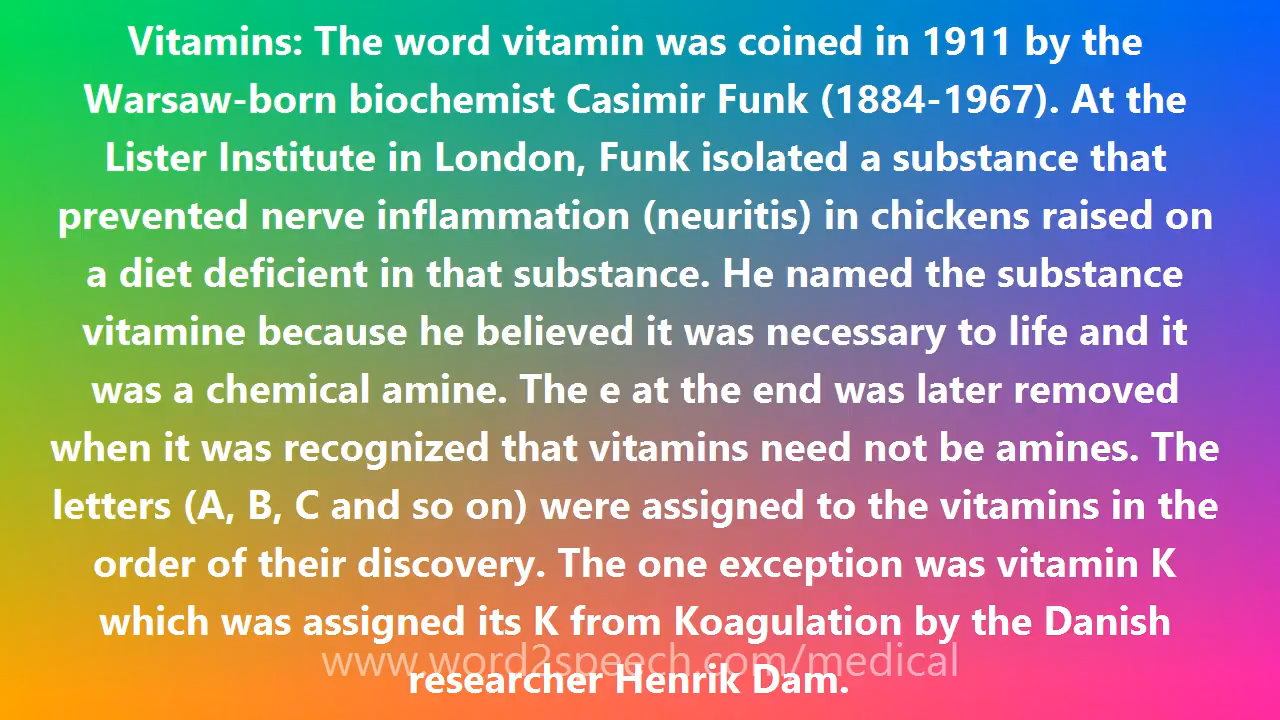 Vitamins: The word vitamin was coined in 1911 by the
Warsaw-born biochemist Casimir Funk (1884-1967). At the
Lister Institute in London, Funk isolated a substance that
prevented nerve inflammation (neuritis) in chickens raised on
a diet deficient in that substance. He named the substance
vitamine because he believed it was necessary to life and it
was a chemical amine. The e at the end was later removed
when it was recognized that vitamins need not be amines. The
letters (A, B, C and so on) were assigned to the vitamins in the
order of their discovery. The one exception was vitamin K
which was assigned its K from Koagulation by the Danish
www.word2speech.com/medical
researcher Henrik Dam.